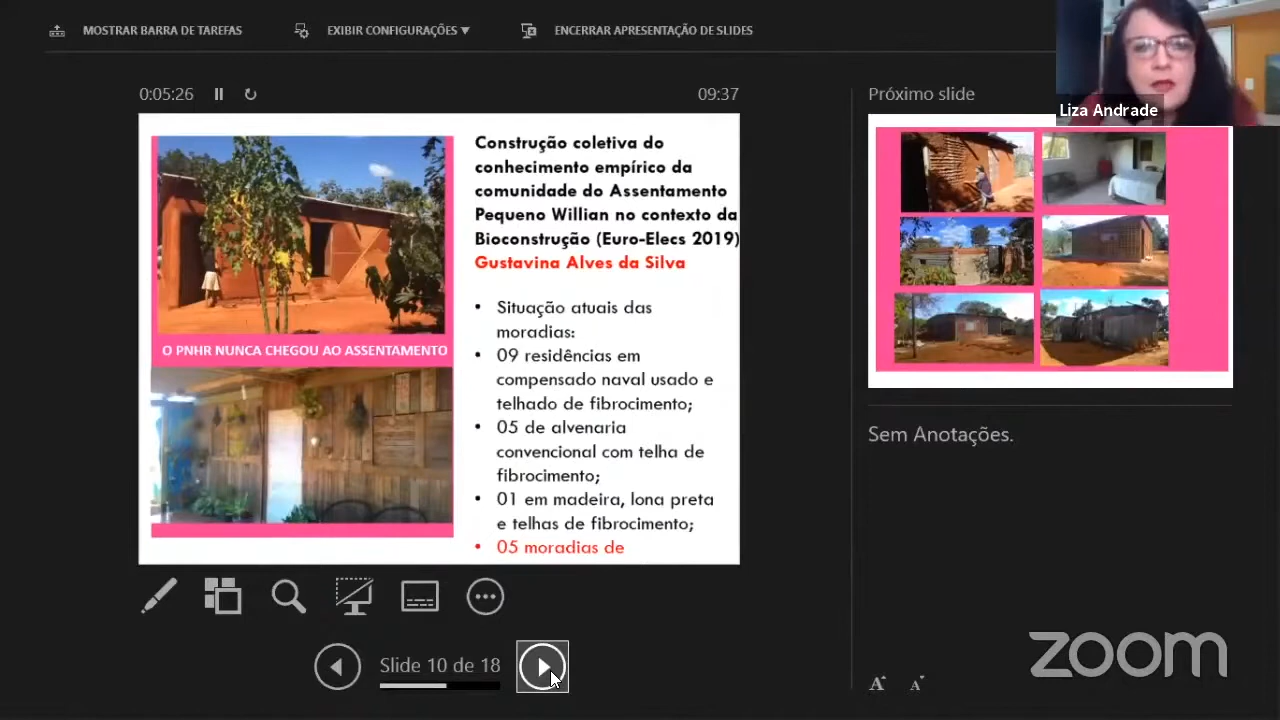 MOSTRAR BARRA DE TAREFAS
EXIBIR CONFIGURAÇÕES ▼
ENCERRAR APRESENTAÇÃO DE SLIDES
Liza Andrade
0:05:26
09:37
Próximo slide
Construção coletiva do
conhecimento empírico da
comunidade do Assentamento
Pequeno Willian no contexto da
Bioconstrução (Euro-Elecs 2019)
Gustavina Alves da Silva
O PNHR NUNCA CHEGOU AO ASSENTAMENTO
• Situação atuais das
moradias:
• 09 residências em
compensado naval usado e
telhado de fibrocimento;
• 05 de alvenaria
convencional com telha de
fibrocimento;
• 01 em madeira, lona preta
e telhas de fibrocimento;
• 05 moradias de
Sem Anotações.
Slide 10 de 18
A A
zoom